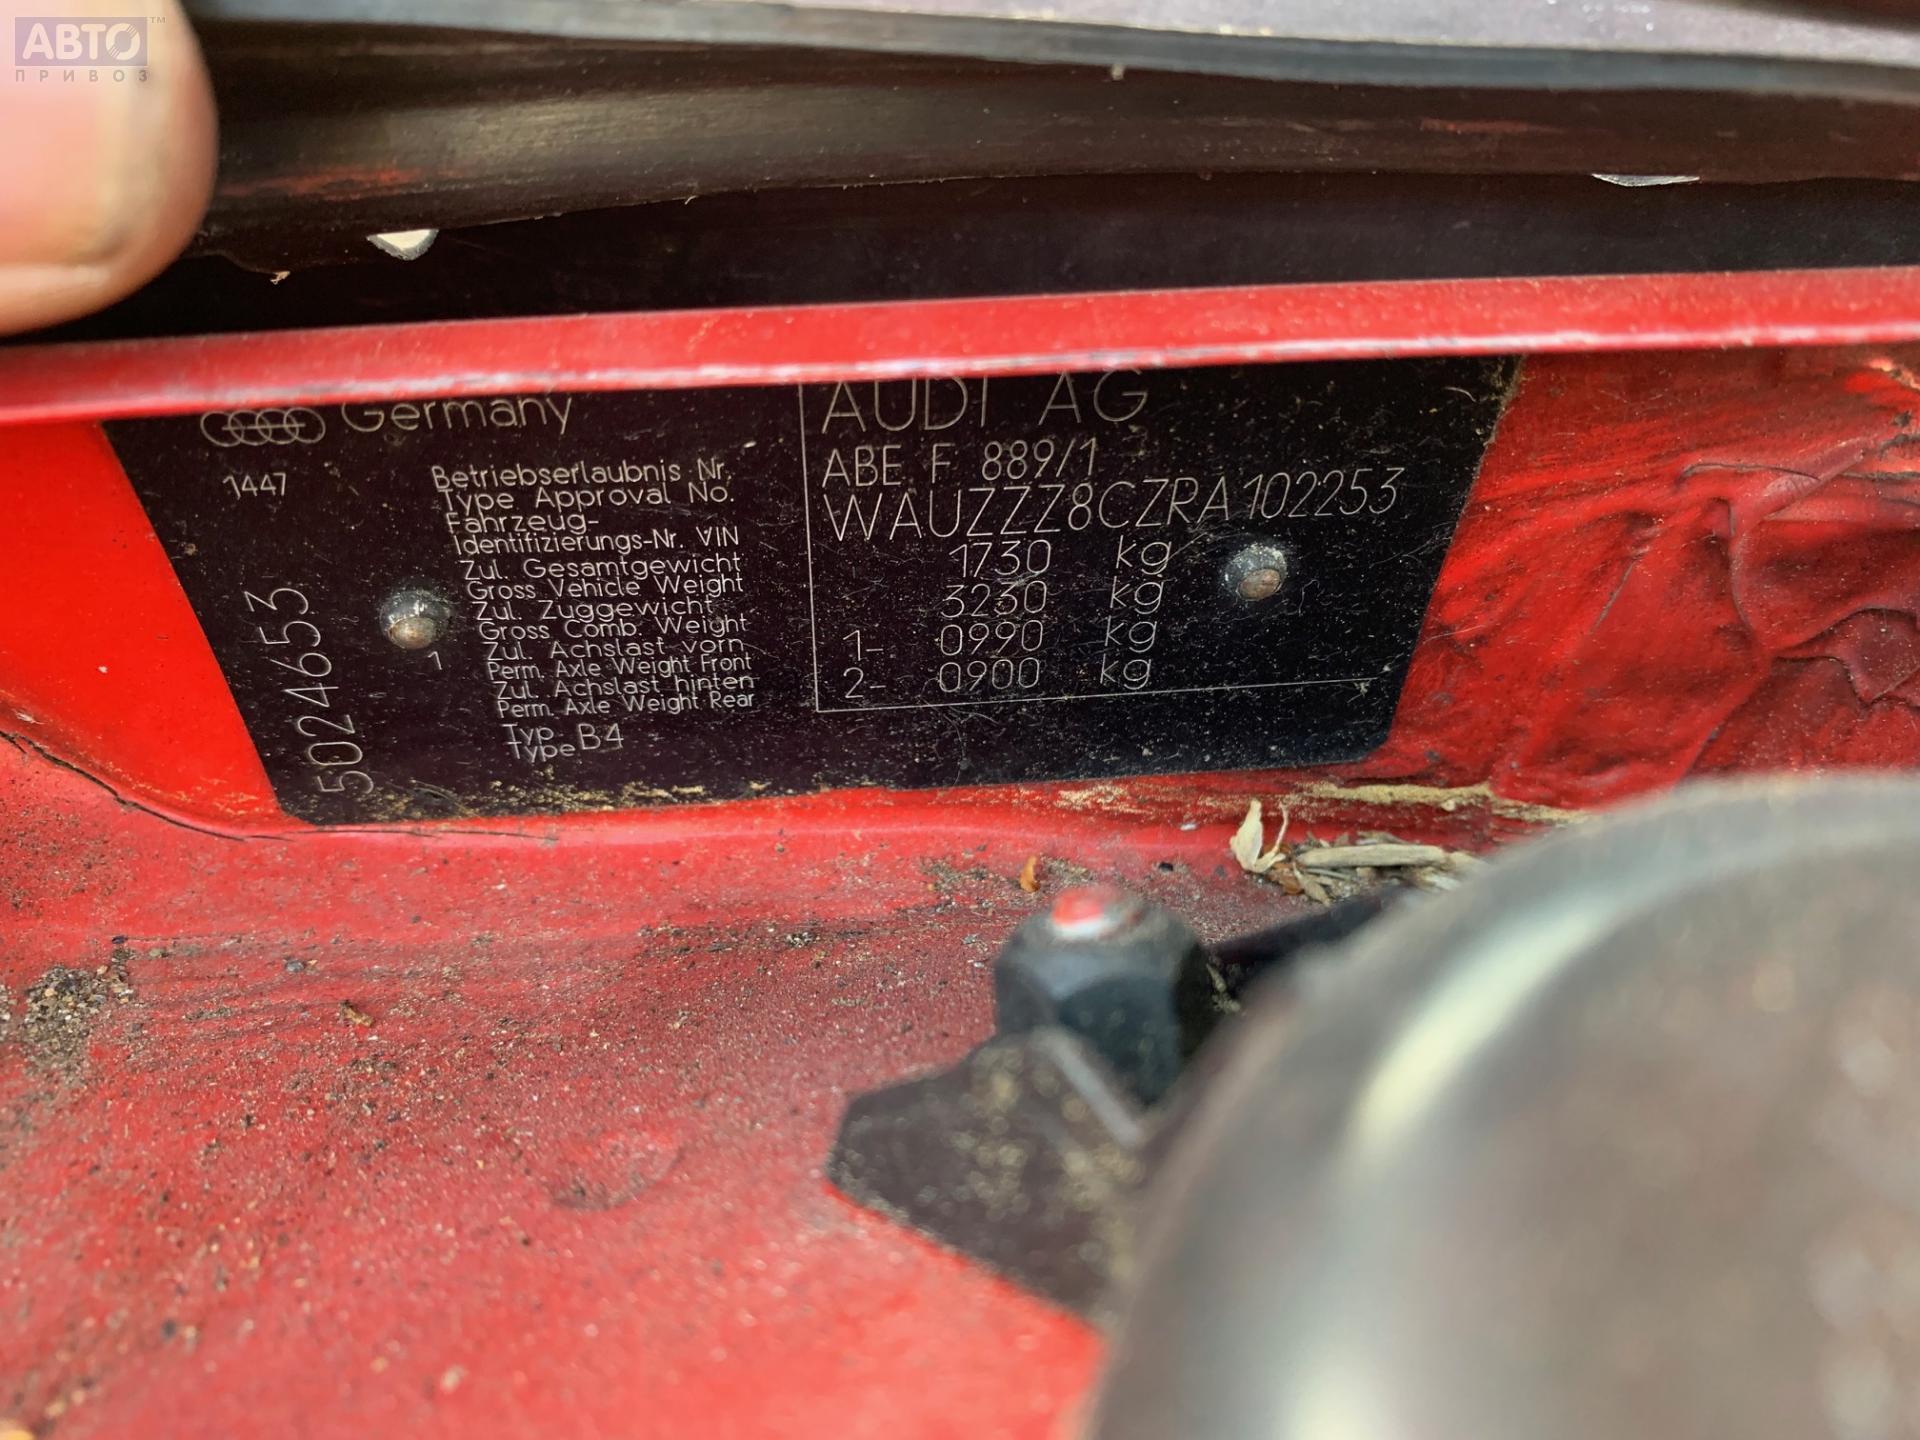 АВТО™
ПРИВОЗ
Germany
AUDI AG
1447
Betriebserlaubnis Nr.
Type Approval No.
ABE. F 889/1
Fahrzeug-
Identifizierungs-Nr. VIN
WAUZZZ8CZRA102253
Zul. Gesamtgewicht
Gross Vehicle Weight
1730 kg
Zul. Zuggewicht
Gross Comb. Weight
3230 kg
Zul. Achslast vorn
Perm. Axle Weight Front
1- 0990 kg
Zul. Achslast hinten
Perm. Axle Weight Rear
2- 0900 kg
Typ
Type B4
1
5024653